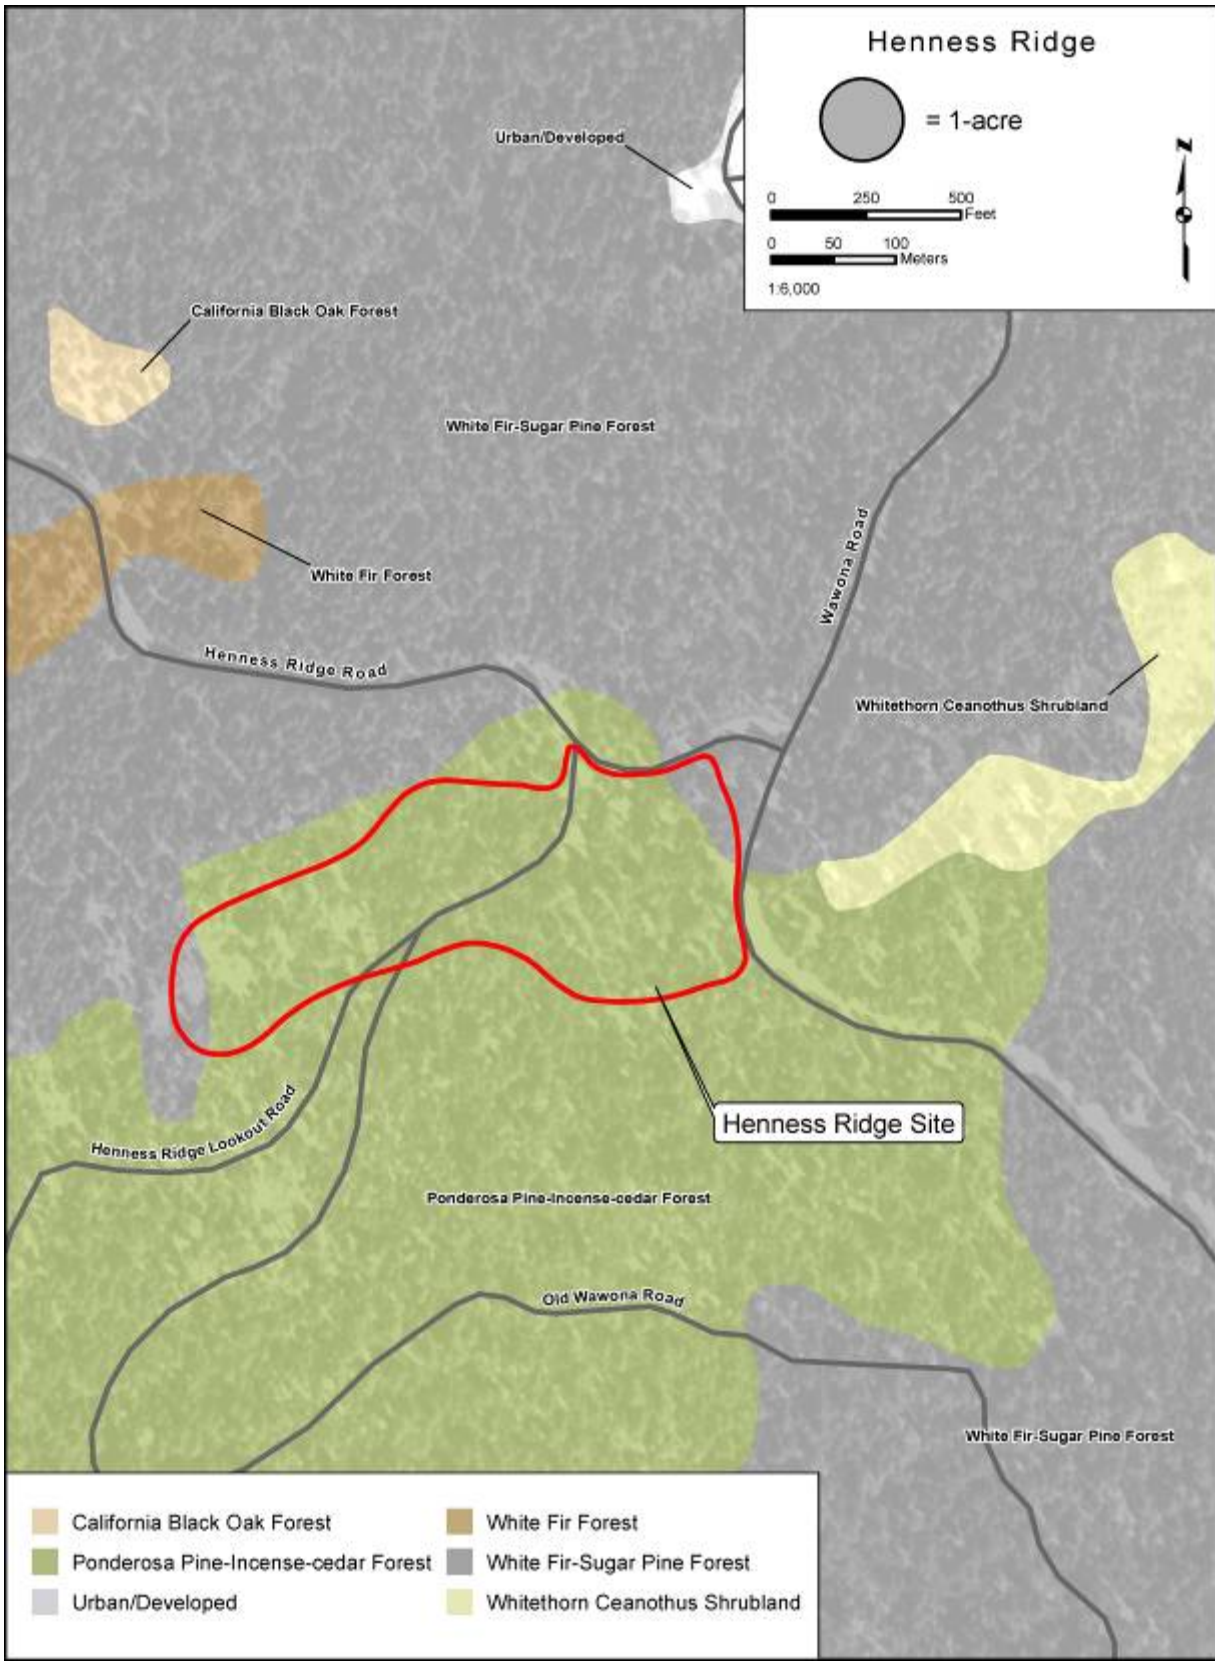 Henness Ridge
= 1-acre
N
0 250 500
Feet
0 50 100
Meters
1:6,000
Urban/Developed
California Black Oak Forest
White Fir-Sugar Pine Forest
White Fir Forest
Wawona Road
Henness Ridge Road
Whitethorn Ceanothus Shrubland
Henness Ridge Site
Henness Ridge Lookout Road
Ponderosa Pine-Incense-cedar Forest
Old Wawona Road
White Fir-Sugar Pine Forest
California Black Oak Forest
Ponderosa Pine-Incense-cedar Forest
Urban/Developed
White Fir Forest
White Fir-Sugar Pine Forest
Whitethorn Ceanothus Shrubland